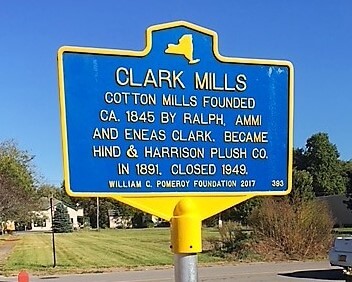 CLARK MILLS
COTTON MILLS FOUNDED
CA. 1845 BY RALPH, AMMI
AND ENEAS CLARK. BECAME
HIND & HARRISON PLUSH CO.
IN 1891. CLOSED 1949.
WILLIAM G. POMEROY FOUNDATION 2017 393